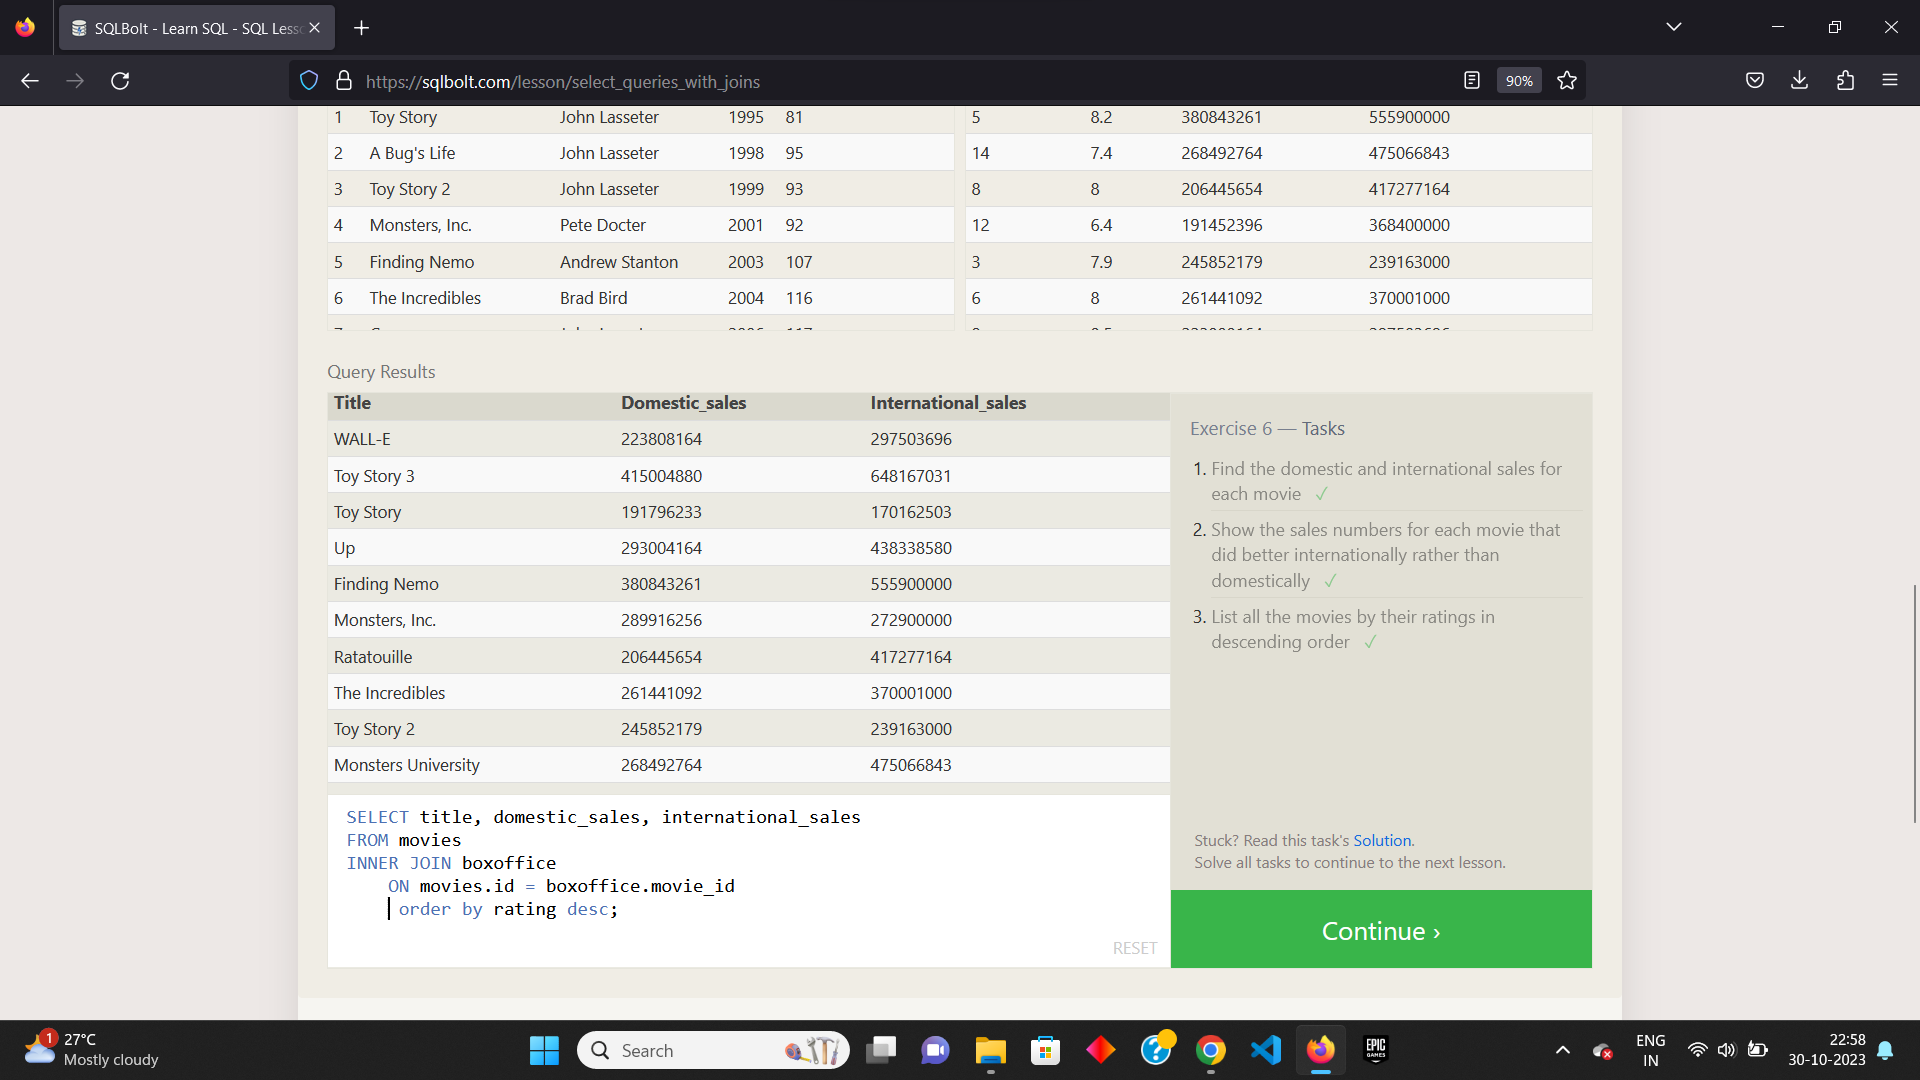 SQLBolt - Learn SQL - SQL Less
https://sqlbolt.com/lesson/select_queries_with_joins
90%
1 Toy Story John Lasseter 1995 81
5 8.2 380843261 555900000
2 A Bug's Life John Lasseter 1998 95
14 7.4 268492764 475066843
3 Toy Story 2 John Lasseter 1999 93
8 8 206445654 417277164
4 Monsters, Inc. Pete Docter 2001 92
12 6.4 191452396 368400000
5 Finding Nemo Andrew Stanton 2003 107
3 7.9 245852179 239163000
6 The Incredibles Brad Bird 2004 116
6 8 261441092 370001000
Query Results
Title Domestic_sales International_sales
WALL-E 223808164 297503696
Toy Story 3 415004880 648167031
Toy Story 191796233 170162503
Up 293004164 438338580
Finding Nemo 380843261 555900000
Monsters, Inc. 289916256 272900000
Ratatouille 206445654 417277164
The Incredibles 261441092 370001000
Toy Story 2 245852179 239163000
Monsters University 268492764 475066843
SELECT title, domestic_sales, international_sales
FROM movies
INNER JOIN boxoffice
ON movies.id = boxoffice.movie_id
order by rating desc;
RESET
Exercise 6 — Tasks
1. Find the domestic and international sales for
each movie ✓
2. Show the sales numbers for each movie that
did better internationally rather than
domestically ✓
3. List all the movies by their ratings in
descending order ✓
Stuck? Read this task's Solution.
Solve all tasks to continue to the next lesson.
Continue ›
1
27°C
Mostly cloudy
Search
EPIC
GAMES
ENG
IN
22:58
30-10-2023